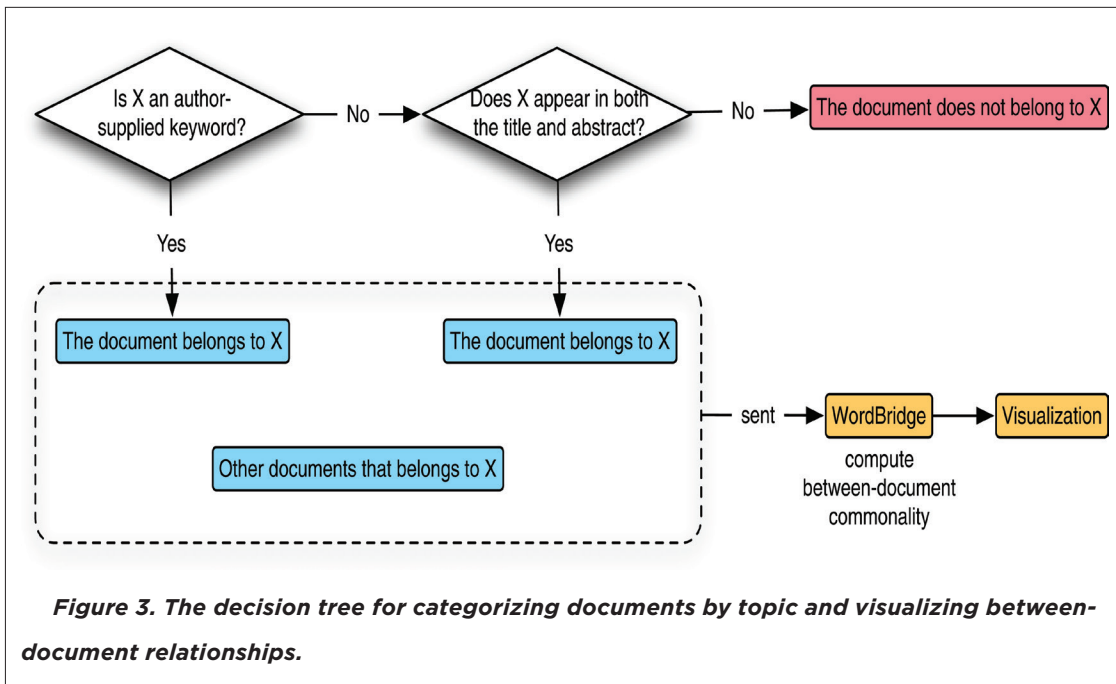 Is X an author-
supplied keyword?
No
Does X appear in both
the title and abstract?
No
The document does not belong to X
Yes
Yes
The document belongs to X
The document belongs to X
Other documents that belongs to X
sent
WordBridge
Visualization
compute
between-document
commonality
Figure 3. The decision tree for categorizing documents by topic and visualizing between-
document relationships.